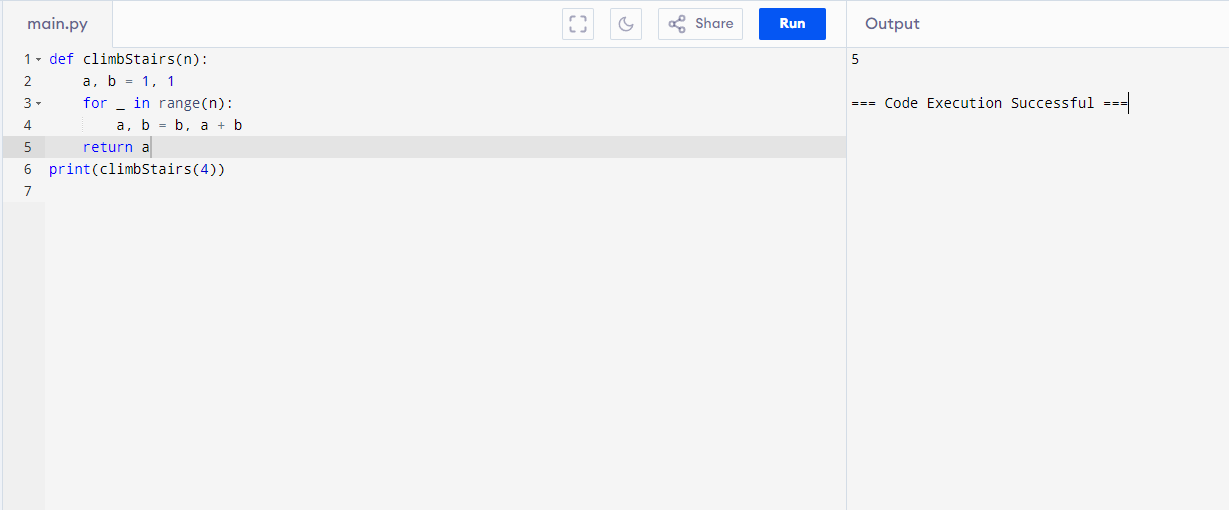 main.py
Share
Run
Output
1 def climbStairs(n):
2     a, b = 1, 1
3     for _ in range(n):
4         a, b = b, a + b
5     return a
6 print(climbStairs(4))
7
5
=== Code Execution Successful ===